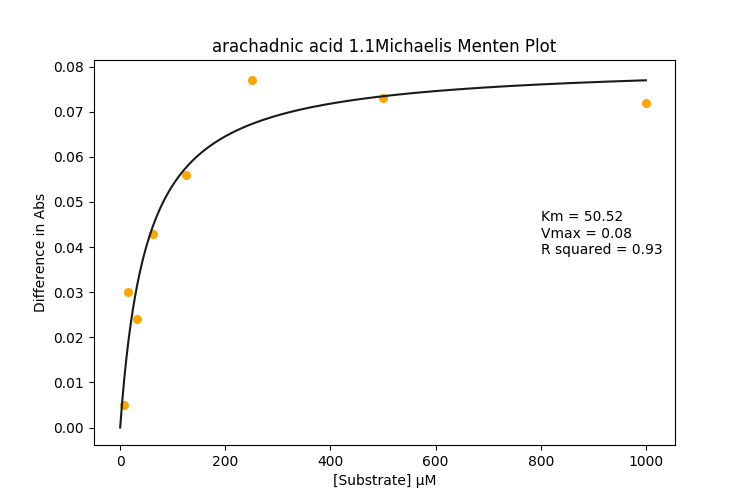 arachadnic acid 1.1Michaelis Menten Plot
0.08
0.07
0.06
0.05
0.04
0.03
0.02
0.01
0.00
Difference in Abs
Km = 50.52
Vmax = 0.08
R squared = 0.93
0 200 400 600 800 1000
[Substrate] μM